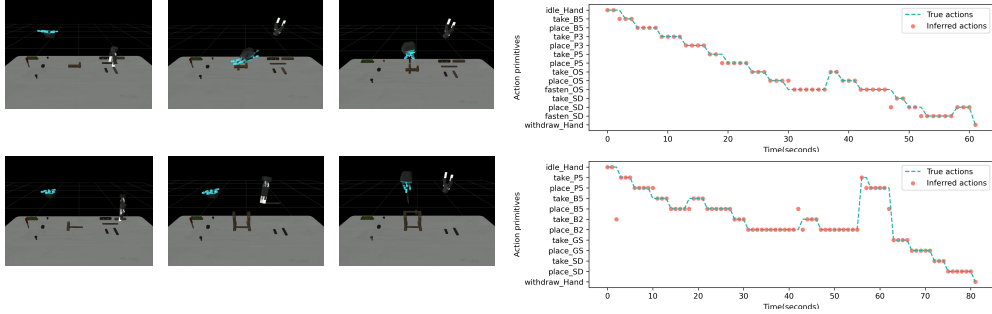 Action primitives
idle_Hand
take_B5
place_B5
take_P3
place_P3
take_P5
place_P5
take_OS
place_OS
fasten_OS
take_SD
place_SD
fasten_SD
withdraw_Hand
True actions
Inferred actions
0 10 20 30 40 50 60
Time(seconds)
Action primitives
idle_Hand
take_P5
place_P5
take_B5
place_B5
take_B2
place_B2
take_GS
place_GS
take_SD
place_SD
withdraw_Hand
True actions
Inferred actions
0 10 20 30 40 50 60 70 80
Time(seconds)